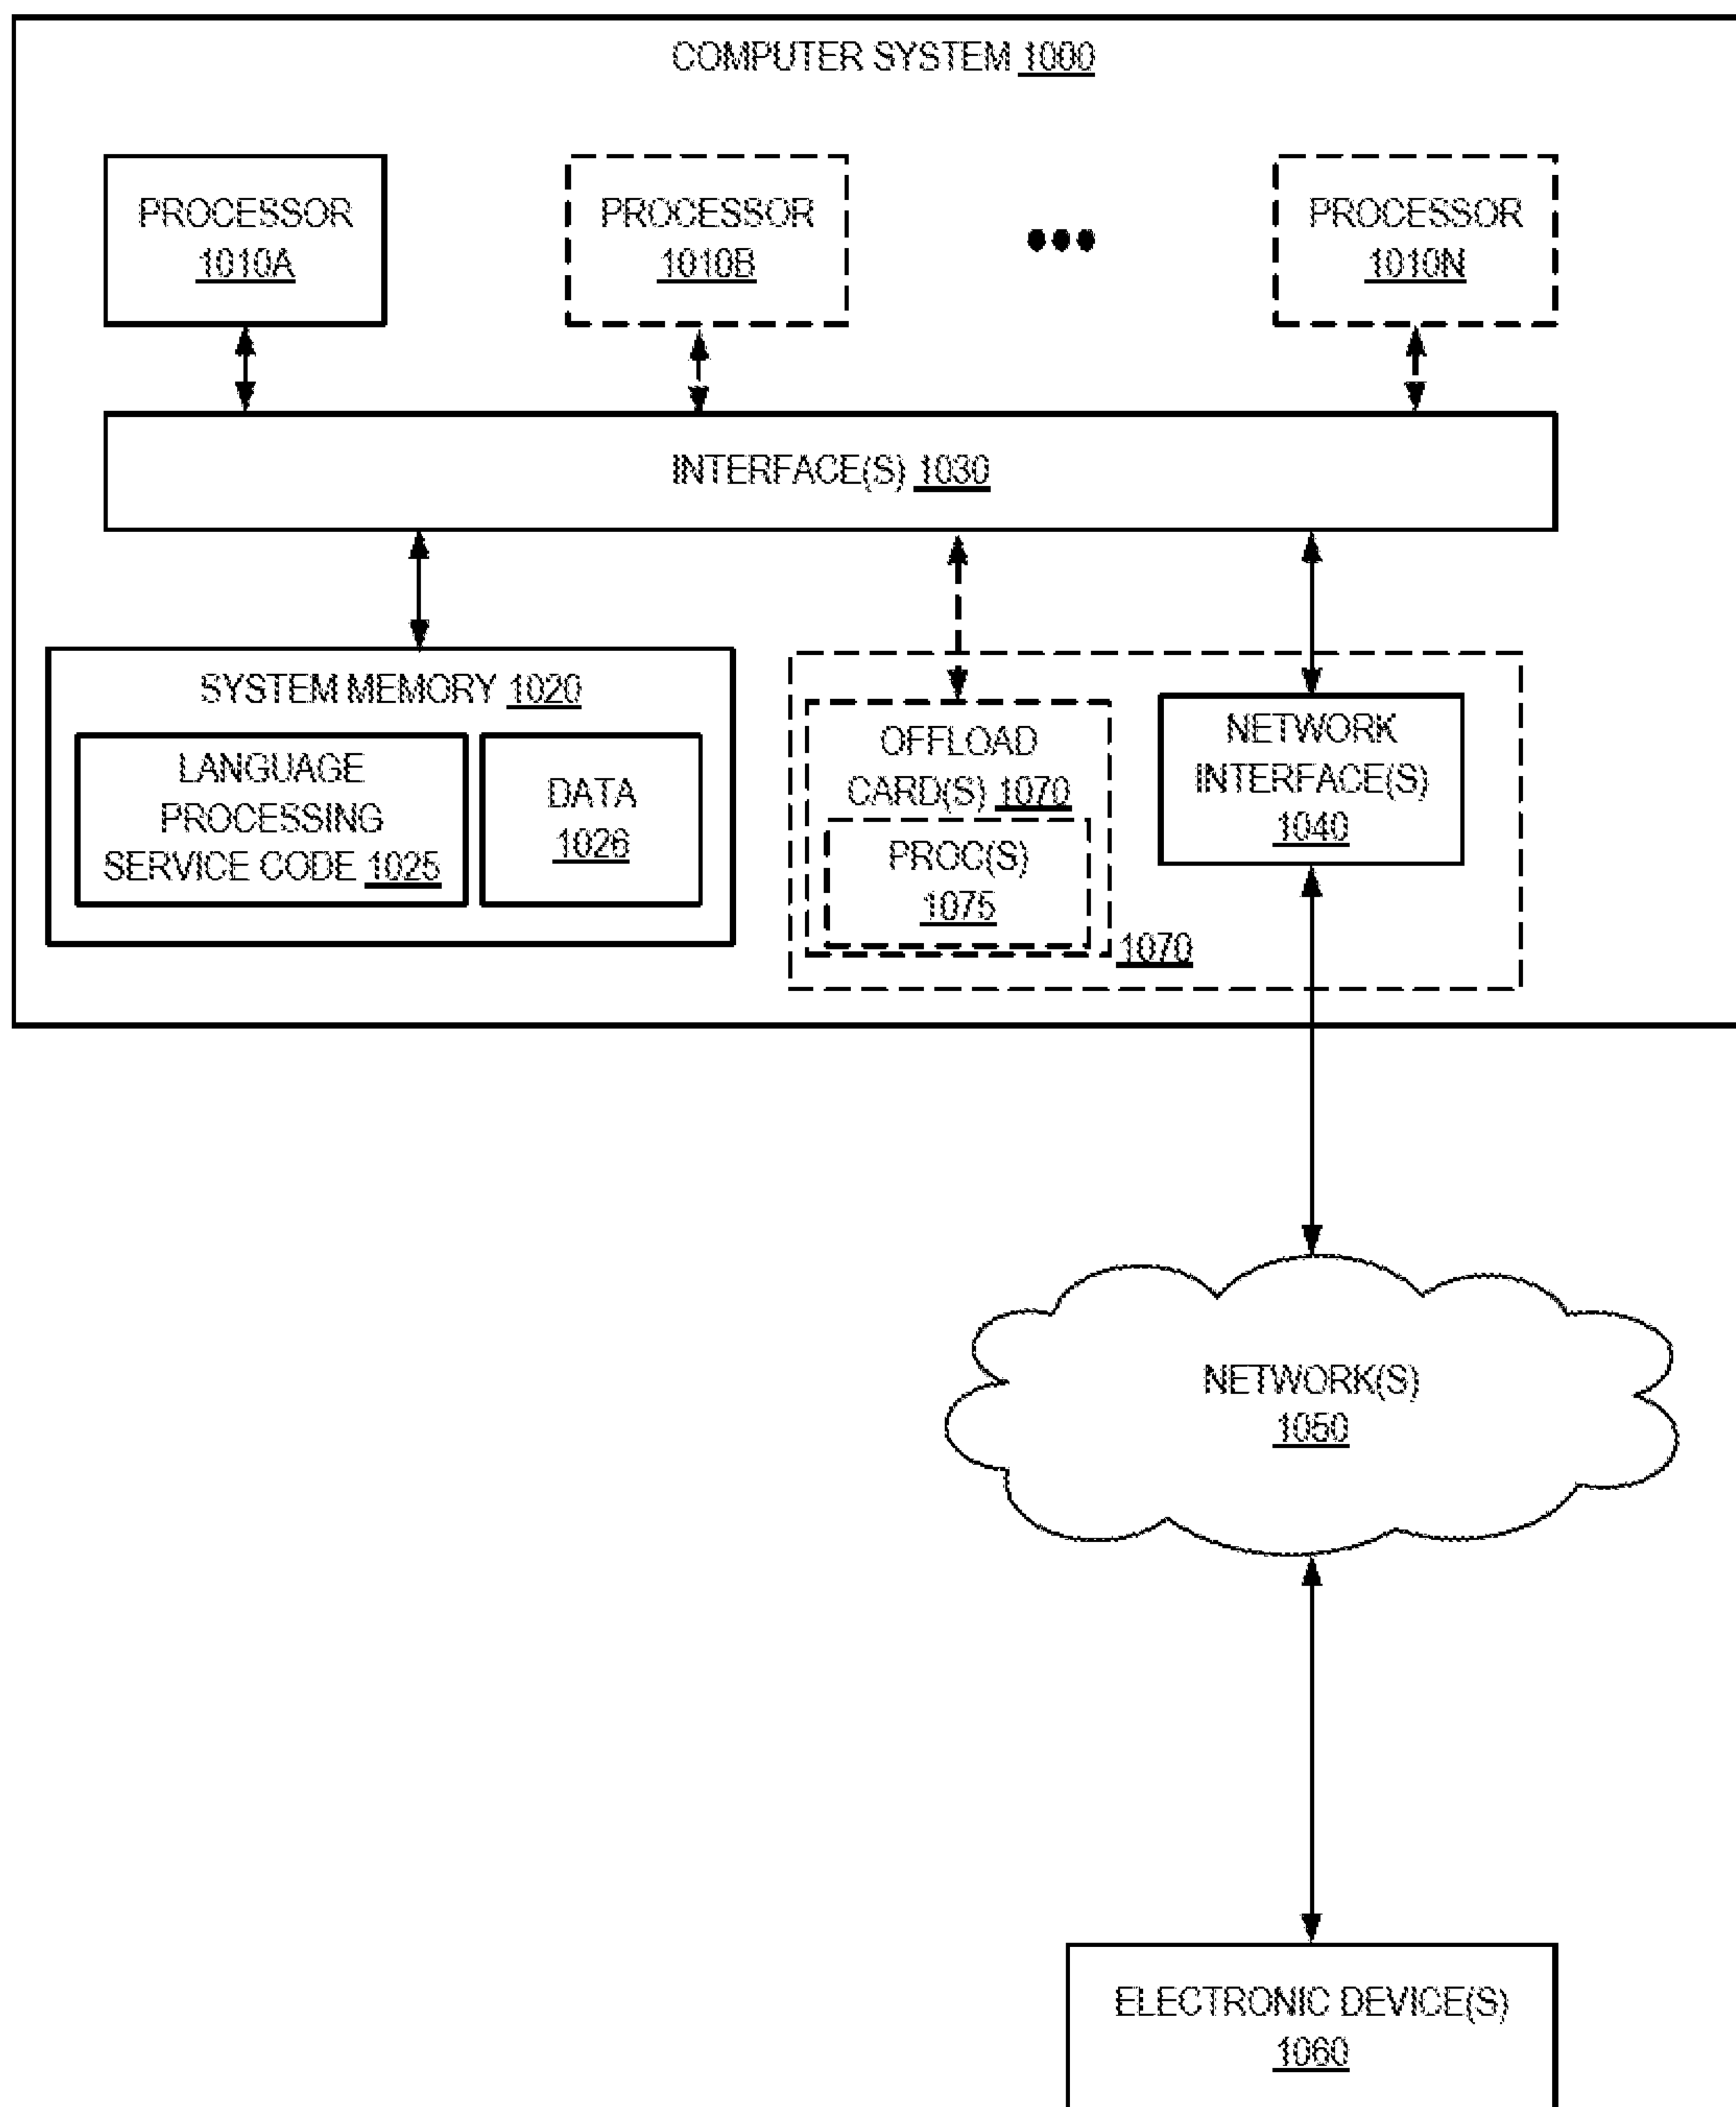 COMPUTER SYSTEM 1000
PROCESSOR
1010A
PROCESSOR
1010B
PROCESSOR
1010N
INTERFACE(S) 1030
SYSTEM MEMORY 1020
LANGUAGE
PROCESSING
SERVICE CODE 1025
DATA
1026
OFFLOAD
CARD(S) 1070
PROC(S)
1075
1070
NETWORK
INTERFACE(S)
1040
NETWORK(S)
1050
ELECTRONIC DEVICE(S)
1060